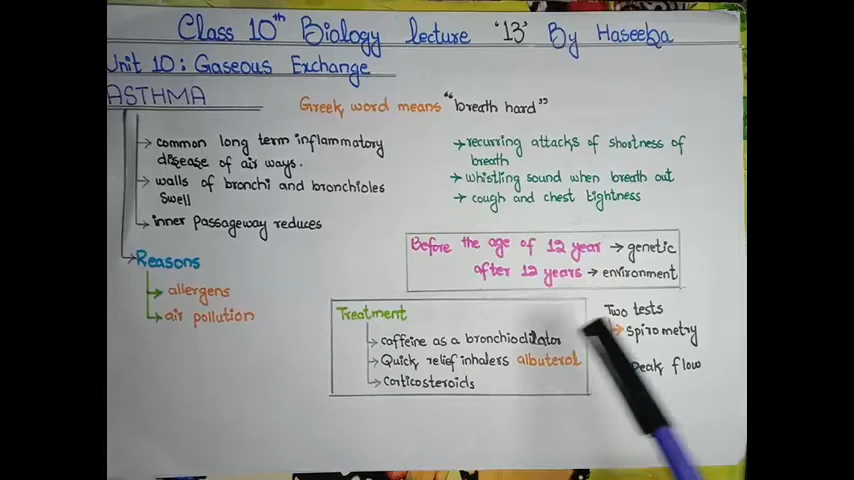 Class 10th Biology lecture '13' By Haseeba
Unit 10: Gaseous Exchange
ASTHMA
Greek word means "breath hard"
common long term inflammatory
disease of air ways.
walls of bronchi and bronchioles
swell
inner passageway reduces
recurring attacks of shortness of
breath
whistling sound when breath out
cough and chest tightness
Before the age of 12 year → genetic
after 12 years → environment
Reasons
allergens
air pollution
Treatment
caffeine as a bronchiodilator
Quick relief inhalers albuterol
corticosteroids
Two tests
spirometry
Peak flow